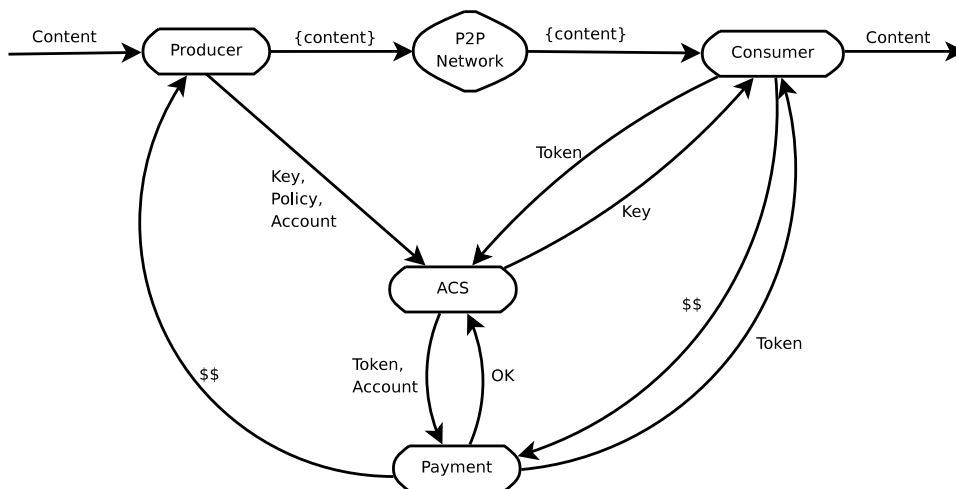 Content
Producer
{content}
P2P
Network
{content}
Consumer
Content
Token
Key,
Policy,
Account
Key
ACS
$$
Token
Token,
Account
OK
$$
Payment